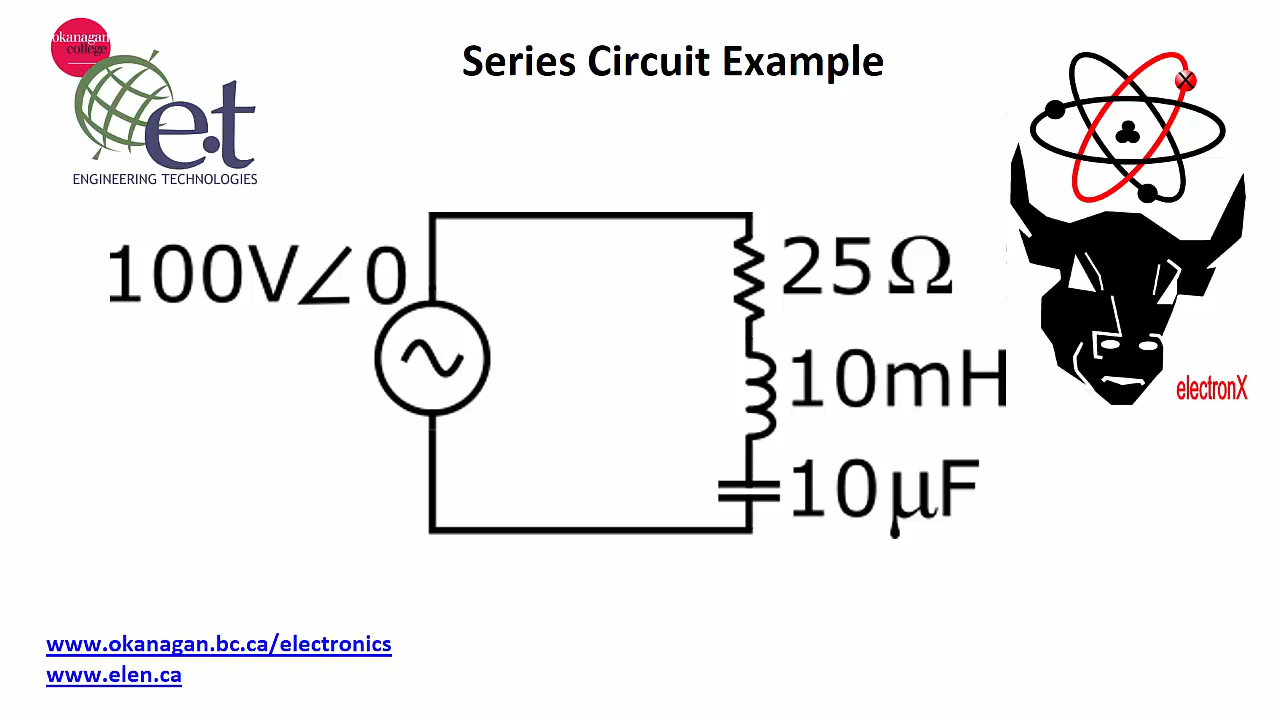 okanagan
college
Series Circuit Example
e.t
ENGINEERING TECHNOLOGIES
X
100V∠0
25Ω
10mH
10µF
electronX
www.okanagan.bc.ca/electronics
www.elen.ca